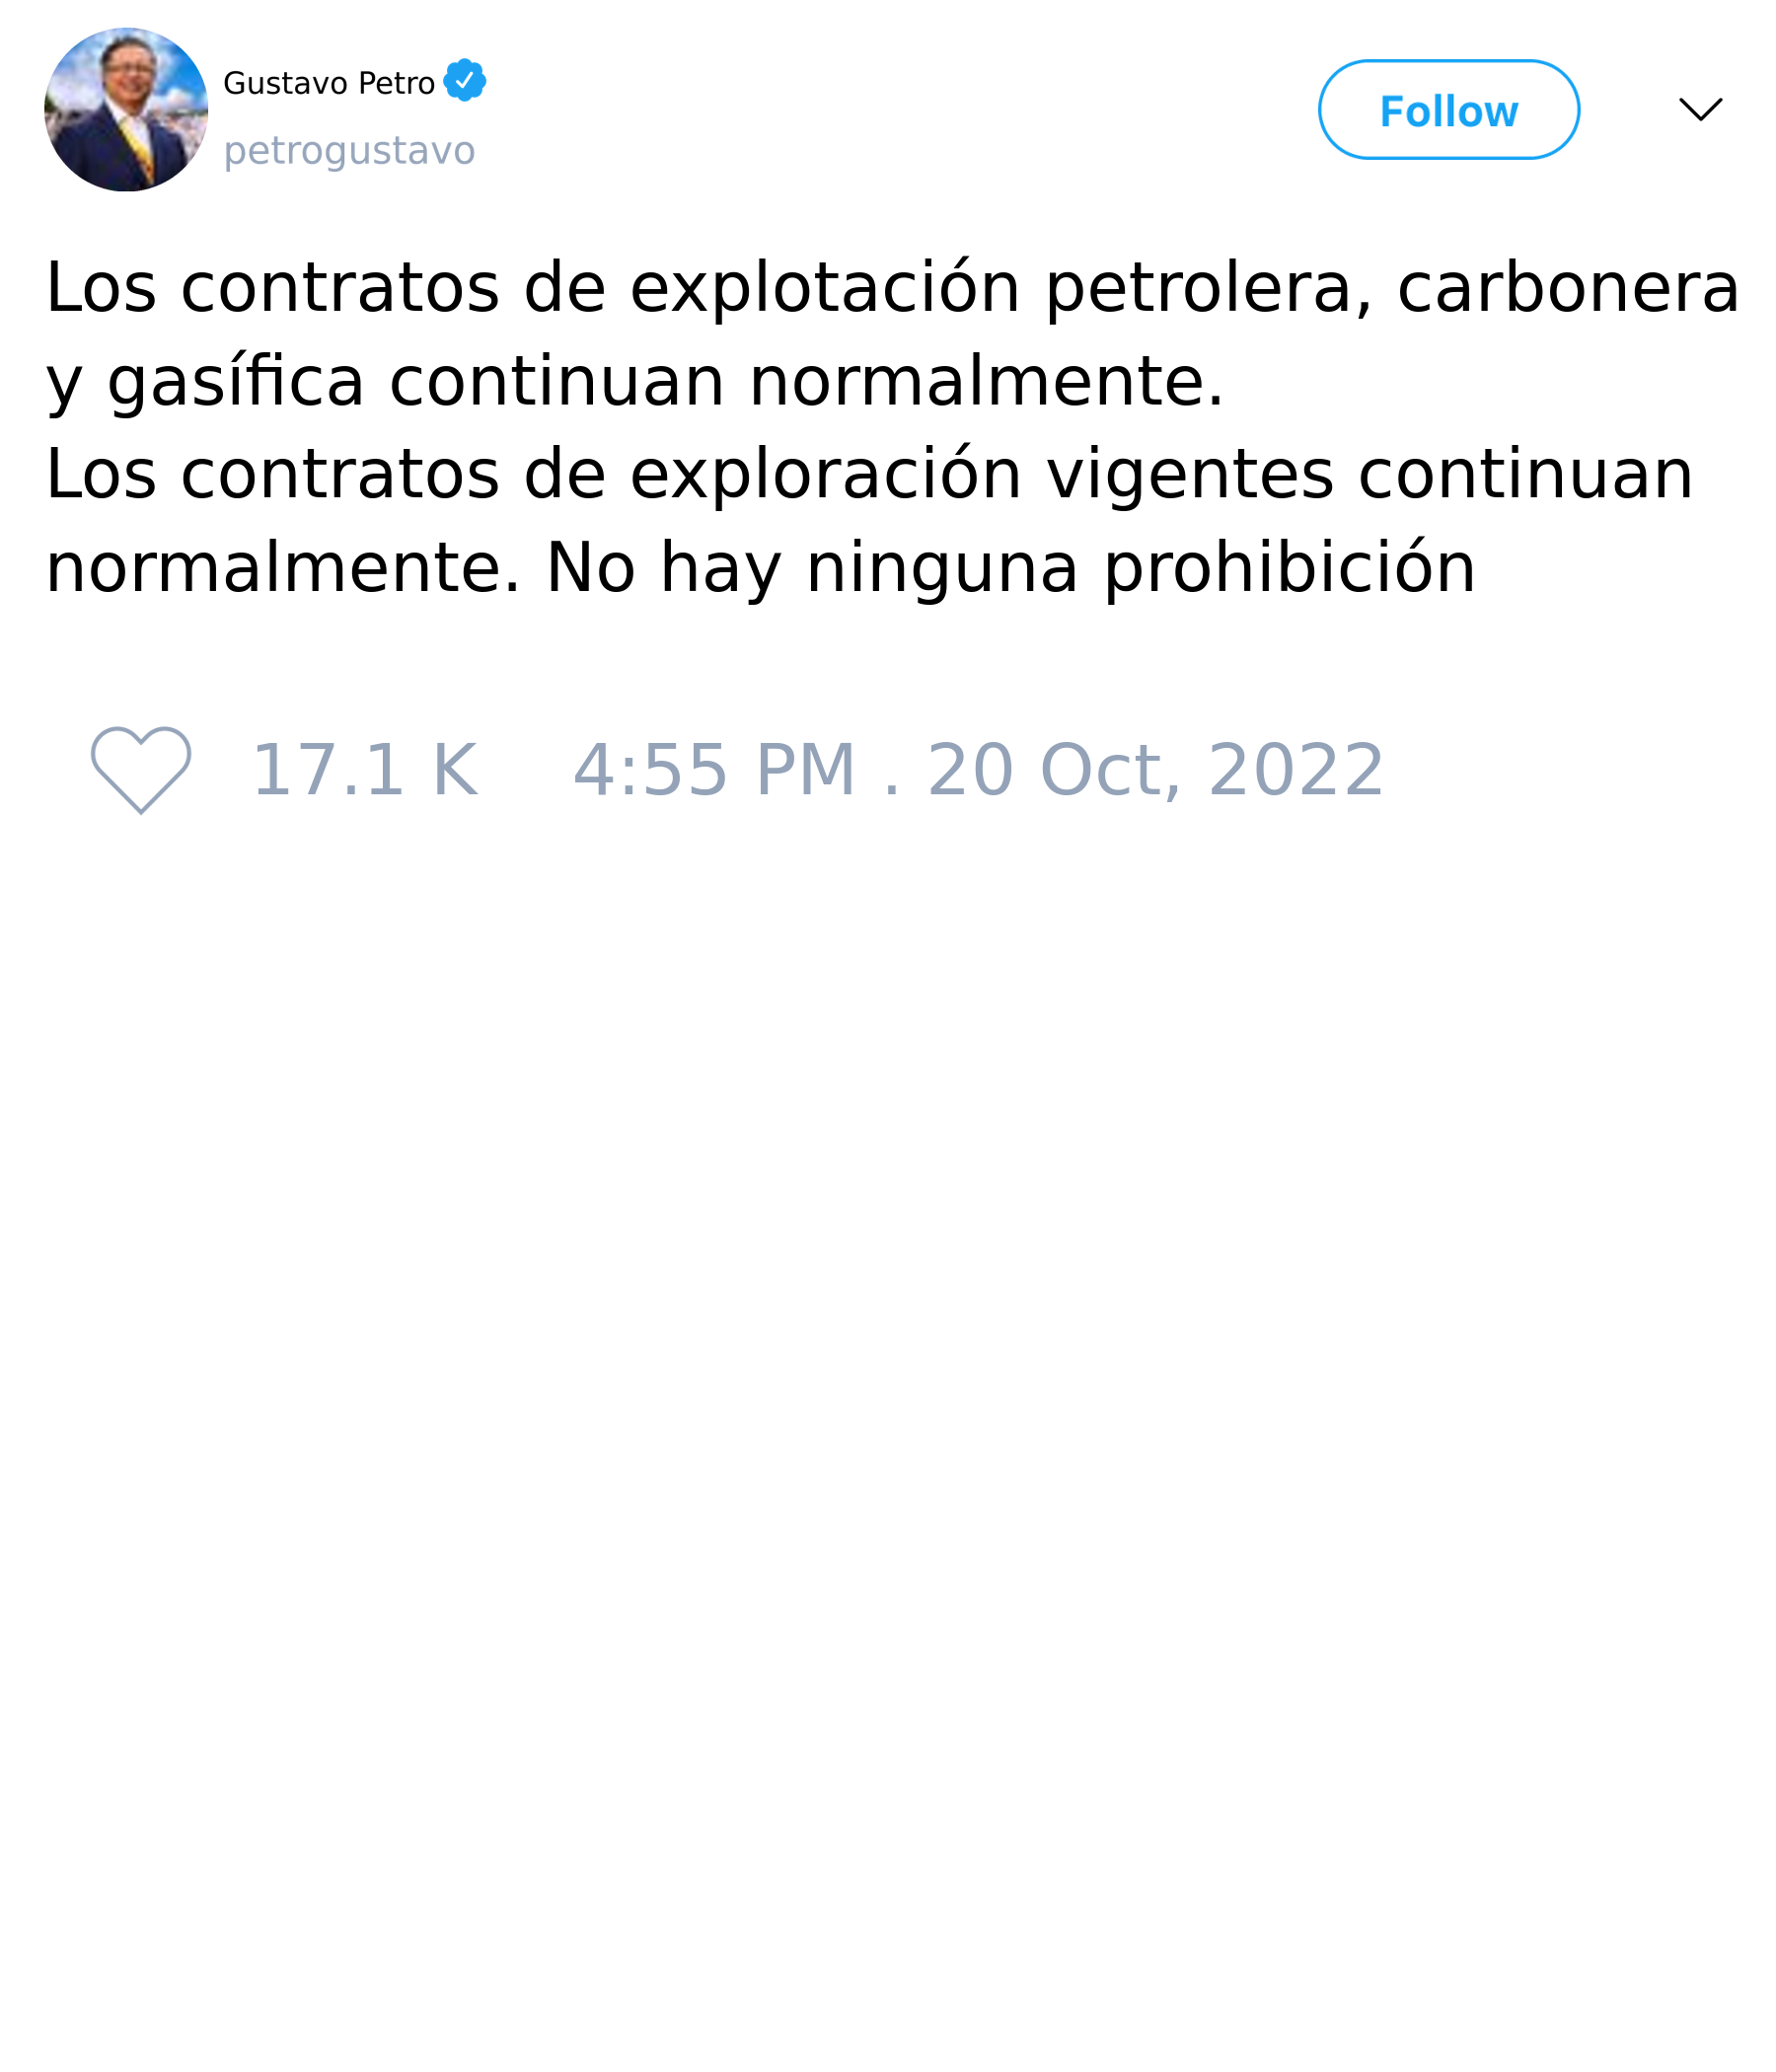 Gustavo Petro
petrogustavo
Follow
Los contratos de explotación petrolera, carbonera
y gasífica continuan normalmente.
Los contratos de exploración vigentes continuan
normalmente. No hay ninguna prohibición
17.1 K 4:55 PM . 20 Oct, 2022